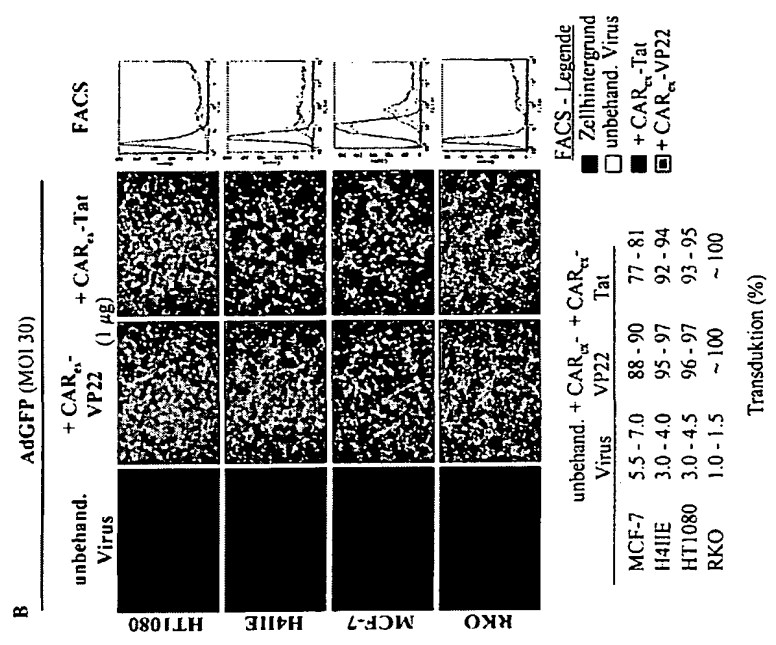 B
AdGFP (MOI 30)
unbehand. Virus
+ CARex-VP22
+ CARex-Tat
(1 µg)
FACS
HT1080
H4IIE
MCF-7
RKO
FACS - Legende
Zellhintergrund
unbehand. Virus
+ CARex-Tat
+ CARex-VP22
unbehand. + CARex- + CARex-
Virus VP22 Tat
MCF-7 5.5 - 7.0 88 - 90 77 - 81
H4IIE 3.0 - 4.0 95 - 97 92 - 94
HT1080 3.0 - 4.5 96 - 97 93 - 95
RKO 1.0 - 1.5 ~100 ~100
Transduktion (%)